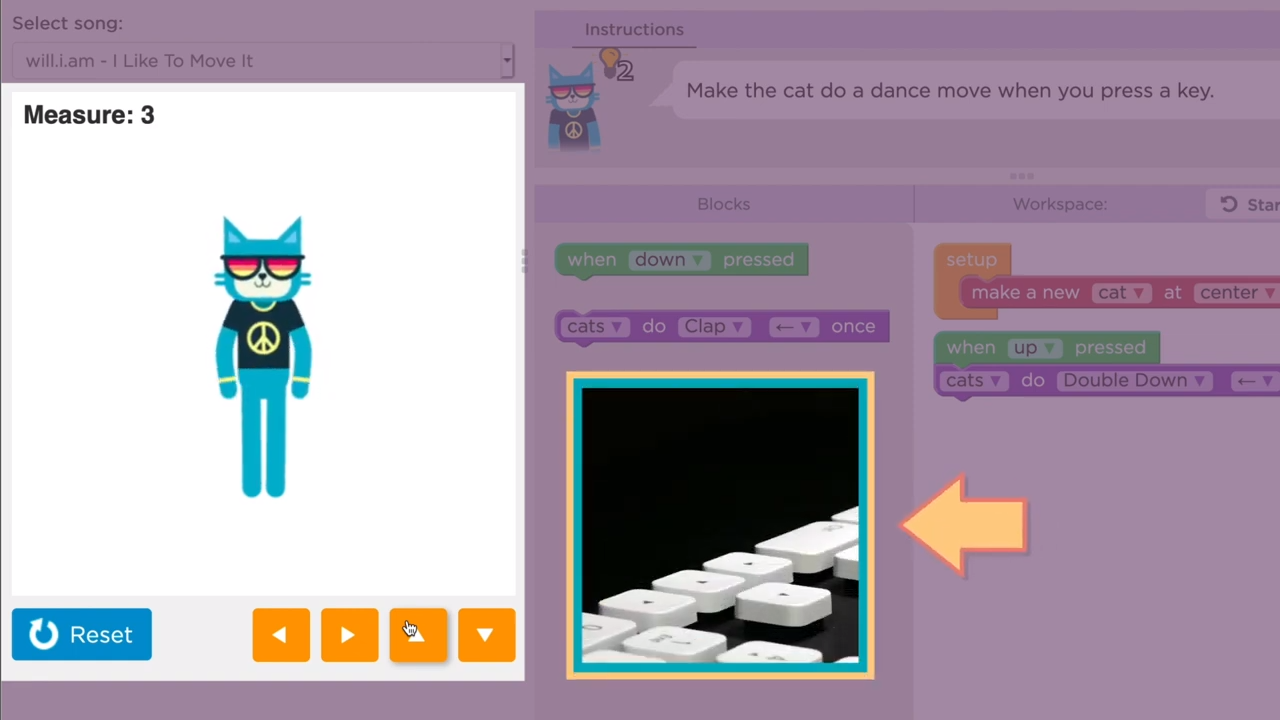 Select song:
will.i.am - I Like To Move It
Measure: 3
Reset
Instructions
2
Make the cat do a dance move when you press a key.
Blocks
Workspace:
when down pressed
cats do Clap ← once
setup
make a new cat at center
when up pressed
cats do Double Down ←